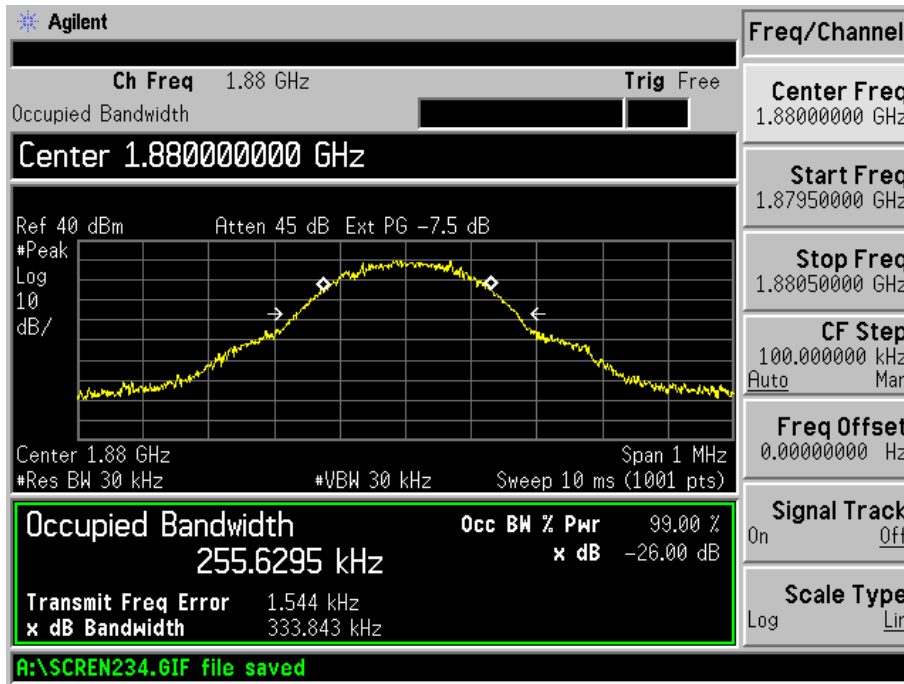 Agilent
Freq/Channel
Ch Freq 1.88 GHz Trig Free
Occupied Bandwidth
Center 1.880000000 GHz
Ref 40 dBm Atten 45 dB Ext PG -7.5 dB
#Peak
Log
10
dB/
Center 1.88 GHz Span 1 MHz
#Res BW 30 kHz #VBW 30 kHz Sweep 10 ms (1001 pts)
Occupied Bandwidth Occ BW % Pwr 99.00 %
255.6295 kHz x dB -26.00 dB
Transmit Freq Error 1.544 kHz
x dB Bandwidth 333.843 kHz
A:\SCREN234.GIF file saved
Center Freq
1.88000000 GHz
Start Freq
1.87950000 GHz
Stop Freq
1.88050000 GHz
CF Step
100.000000 kHz
Auto Man
Freq Offset
0.00000000 Hz
Signal Track
On Off
Scale Type
Log Lin